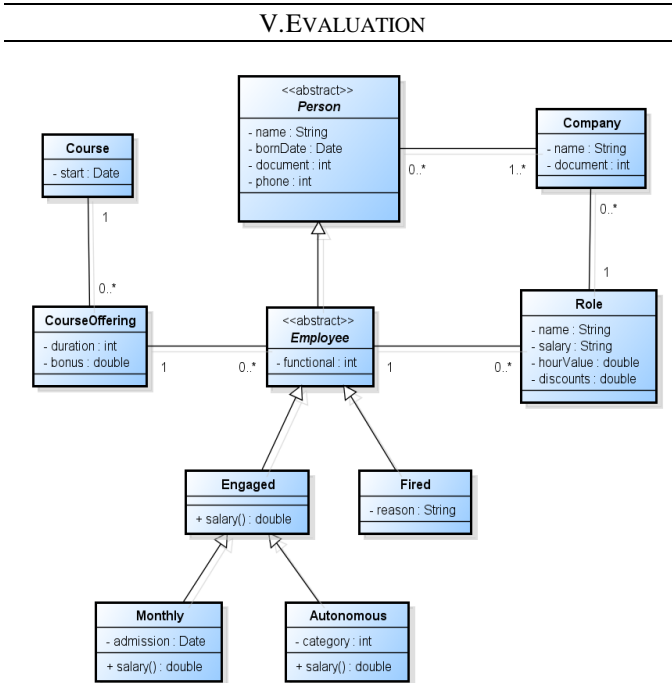 V.EVALUATION
<<abstract>>
Person
- name : String
- bornDate : Date
- document : int
- phone : int
Company
- name : String
- document : int
Course
- start : Date
0..*
1..*
1
0..*
0..*
1
CourseOffering
- duration : int
- bonus : double
<<abstract>>
Employee
- functional : int
Role
- name : String
- salary : String
- hourValue : double
- discounts : double
1
0..*
1
0..*
Engaged
+ salary() : double
Fired
- reason : String
Monthly
- admission : Date
+ salary() : double
Autonomous
- category : int
+ salary() : double